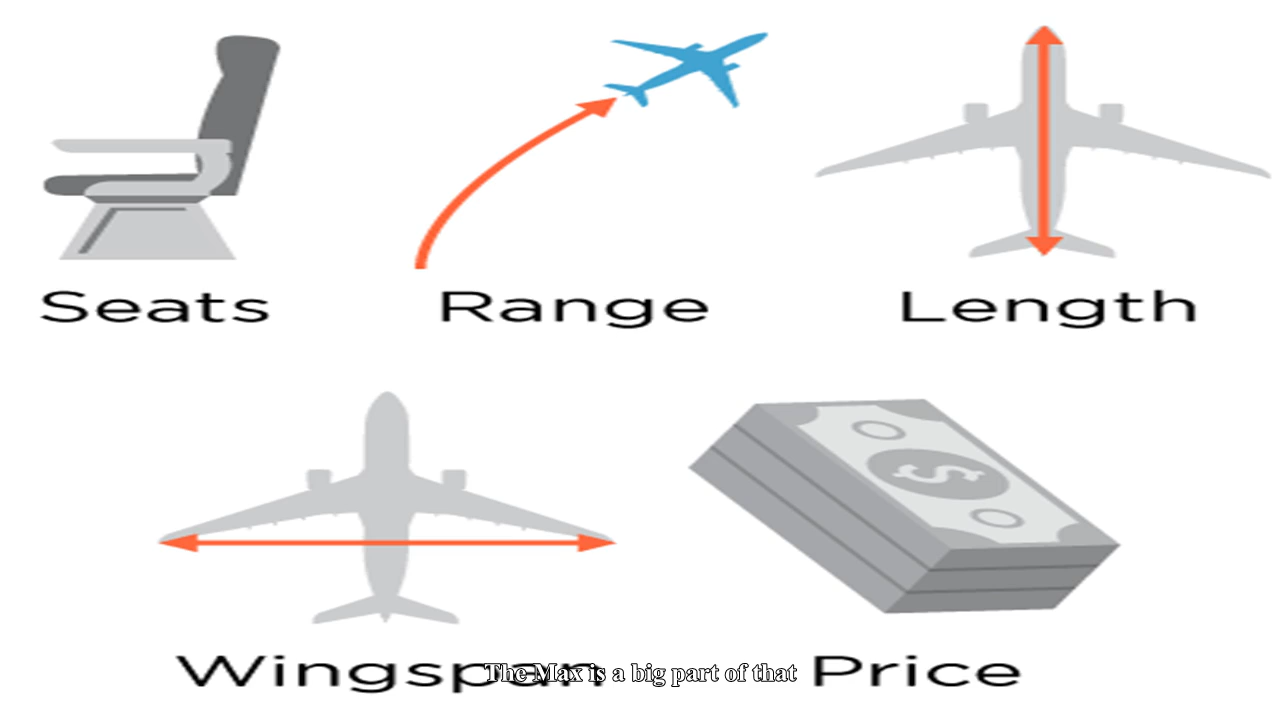 Seats
Range
Length
Wingspan
Price
The Max is a big part of that